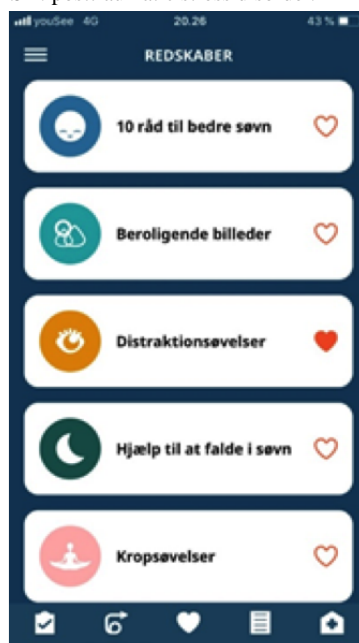 youSee 4G 20.26 43 %
REDSKABER
10 råd til bedre søvn
Beroligende billeder
Distraktionsøvelser
Hjælp til at falde i søvn
Kropsøvelser